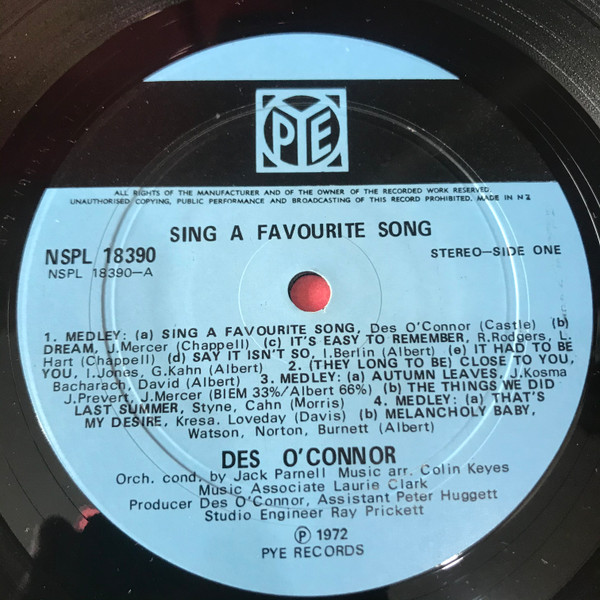 PYE
ALL RIGHTS OF THE MANUFACTURER AND OF THE OWNER OF THE RECORDED WORK RESERVED.
UNAUTHORISED COPYING, PUBLIC PERFORMANCE AND BROADCASTING OF THIS RECORD PROHIBITED. MADE IN NZ
SING A FAVOURITE SONG
NSPL 18390
NSPL 18390—A
STEREO—SIDE ONE
1. MEDLEY: (a) SING A FAVOURITE SONG, Des O'Connor (Castle) (b)
DREAM, J.Mercer (Chappell) (c) IT'S EASY TO REMEMBER, R.Rodgers, L.
Hart (Chappell) (d) SAY IT ISN'T SO, I.Berlin (Albert) (e) IT HAD TO BE
YOU, I.Jones, G.Kahn (Albert) 2. (THEY LONG TO BE) CLOSE TO YOU,
Bacharach, David (Albert) 3. MEDLEY: (a) AUTUMN LEAVES, J.Kosma
J.Prevert, J.Mercer (BIEM 33%/Albert 66%) (b) THE THINGS WE DID
LAST SUMMER, Styne, Cahn (Morris) 4. MEDLEY: (a) THAT'S
MY DESIRE, Kresa. Loveday (Davis) (b) MELANCHOLY BABY,
Watson, Norton, Burnett (Albert)
DES O'CONNOR
Orch. cond. by Jack Parnell Music arr. Colin Keyes
Music Associate Laurie Clark
Producer Des O'Connor, Assistant Peter Huggett
Studio Engineer Ray Prickett
℗ 1972
PYE RECORDS